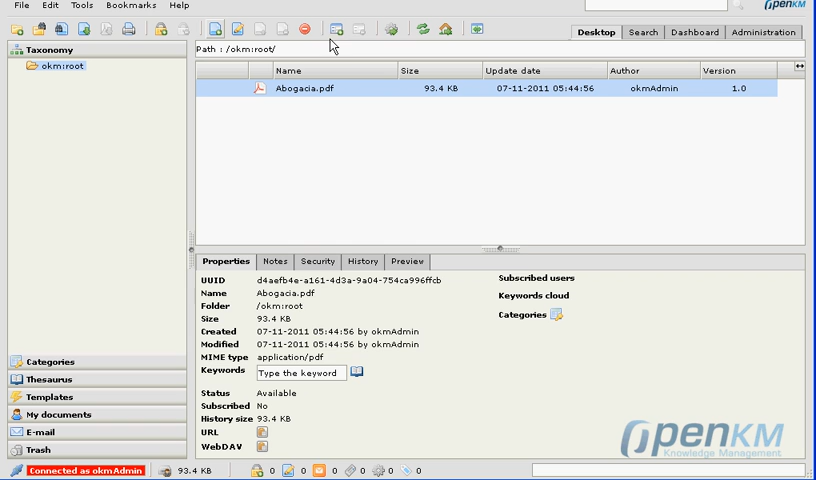 File Edit Tools Bookmarks Help
OpenKM
Desktop Search Dashboard Administration
Taxonomy
Path : /okm:root/
okm:root
Name Size Update date Author Version
Abogacia.pdf 93.4 KB 07-11-2011 05:44:56 okmAdmin 1.0
Properties Notes Security History Preview
UUID d4aefb4e-a161-4d3a-9a04-754ca996ffcb
Name Abogacia.pdf
Folder /okm:root
Size 93.4 KB
Created 07-11-2011 05:44:56 by okmAdmin
Modified 07-11-2011 05:44:56 by okmAdmin
MIME type application/pdf
Keywords Type the keyword
Status Available
Subscribed No
History size 93.4 KB
URL
WebDAV
Subscribed users
Keywords cloud
Categories
Categories
Thesaurus
Templates
My documents
E-mail
Trash
OpenKM
Knowledge Management
Connected as okmAdmin 93.4 KB 0 0 0 0 0 0